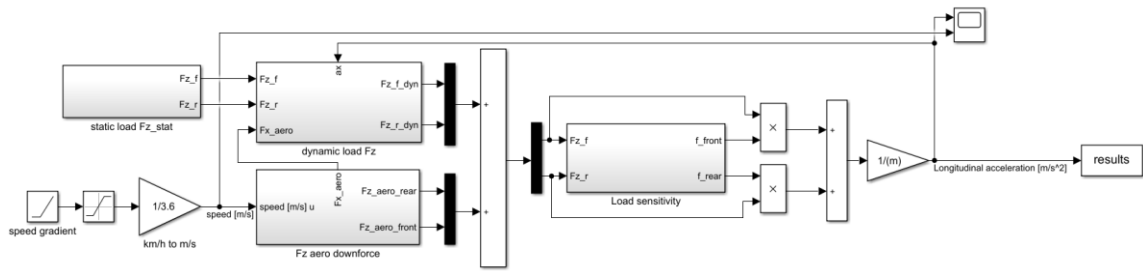 Fz_f
Fz_r
static load Fz_stat
ax
Fz_f
Fz_r
Fx_aero
Fz_f_dyn
Fz_r_dyn
dynamic load Fz
speed gradient
1/3.6
km/h to m/s
speed [m/s]
speed [m/s] u
Fx_aero
Fz_aero_rear
Fz_aero_front
Fz aero downforce
+
+
Fz_f
Fz_r
f_front
f_rear
Load sensitivity
×
×
+
+
1/(m)
Longitudinal acceleration [m/s^2]
results